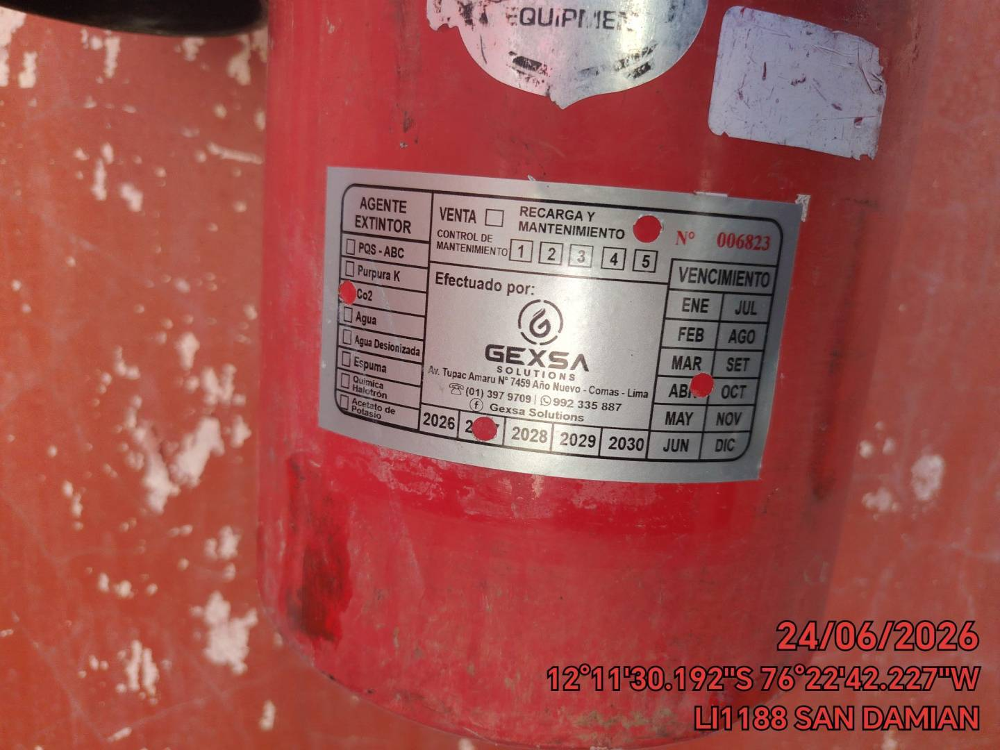 EQUIPMEN
AGENTE
EXTINTOR
PQS - ABC
Purpura K
Co2
Agua
Agua Desionizada
Espuma
Quimica
Halotrón
Acetato de
Potasio
VENTA
RECARGA Y
MANTENIMIENTO
Nº 006823
CONTROL DE
MANTENIMIENTO 1 2 3 4 5
Efectuado por:
GEXSA
SOLUTIONS
Av. Tupac Amaru Nº 7459 Año Nuevo - Comas - Lima
(01) 397 9709 | 992 335 887
Gexsa Solutions
2026 2028 2029 2030
VENCIMIENTO
ENE JUL
FEB AGO
MAR SET
AB OCT
MAY NOV
JUN DIC
24/06/2026
12°11'30.192"S 76°22'42.227"W
LI1188 SAN DAMIAN